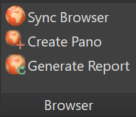 Sync Browser
Create Pano
Generate Report
Browser